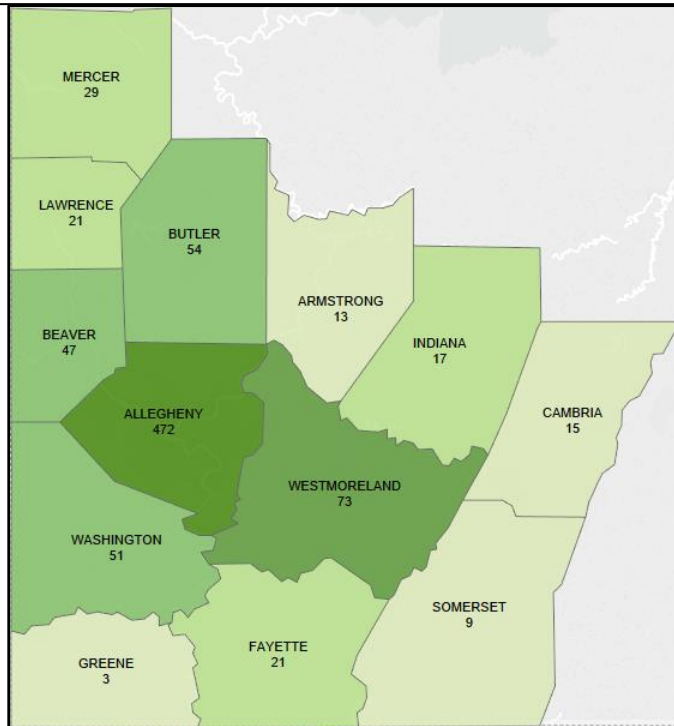 MERCER
29
LAWRENCE
21
BUTLER
54
ARMSTRONG
13
BEAVER
47
INDIANA
17
ALLEGHENY
472
CAMBRIA
15
WESTMORELAND
73
WASHINGTON
51
SOMERSET
9
FAYETTE
21
GREENE
3